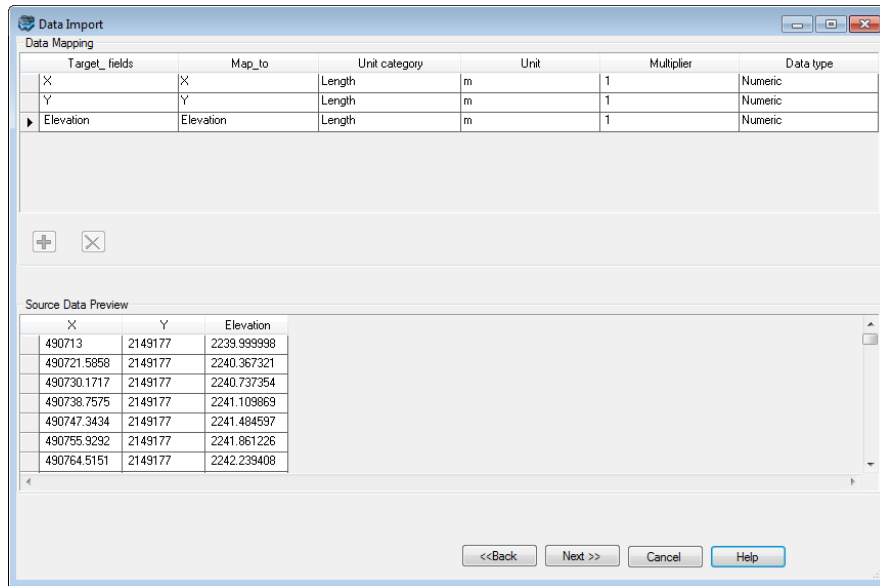 Data Import
Data Mapping
Target_ fields Map_to Unit category Unit Multiplier Data type
X X Length m 1 Numeric
Y Y Length m 1 Numeric
Elevation Elevation Length m 1 Numeric
Source Data Preview
X Y Elevation
490713 2149177 2239.999998
490721.5858 2149177 2240.367321
490730.1717 2149177 2240.737354
490738.7575 2149177 2241.109869
490747.3434 2149177 2241.484597
490755.9292 2149177 2241.861226
490764.5151 2149177 2242.239408
<<Back Next >> Cancel Help